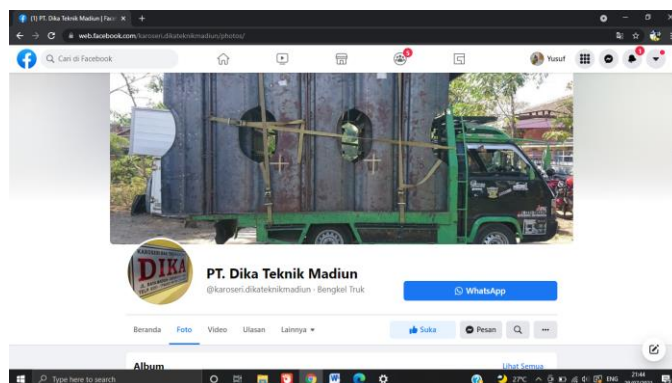 (1) PT. Dika Teknik Madiun | Face
web.facebook.com/karoseri.dikateknikmadiun/photos/
Cari di Facebook
Yusuf
DIKA
PT. Dika Teknik Madiun
@karoseri.dikateknikmadiun · Bengkel Truk
WhatsApp
Beranda Foto Video Ulasan Lainnya
Suka
Pesan
Album
Lihat Semua
Type here to search
27°C
ENG
21:44